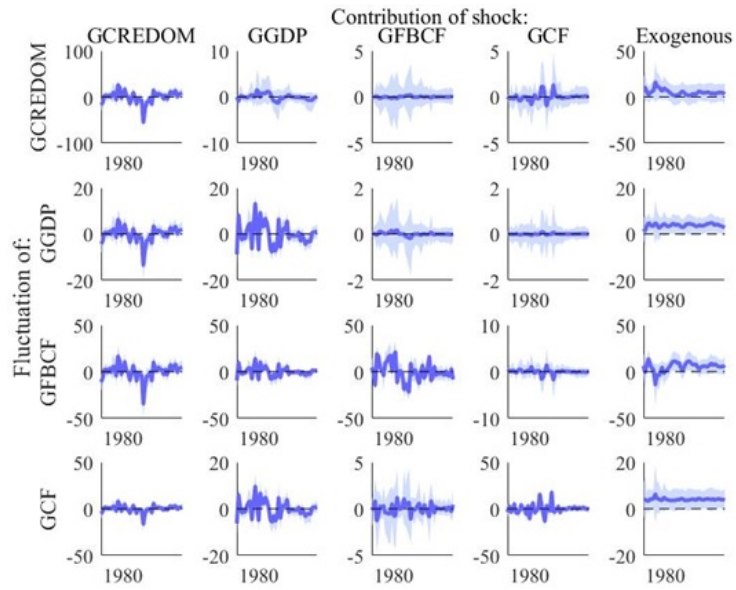 Contribution of shock:
GCREDOM GGDP GFBCF GCF Exogenous
Fluctuation of:
GCREDOM
100 10 5 5 50
0 0 0 0 0
-100 -10 -5 -5 -50
1980 1980 1980 1980 1980
GGDP
20 20 2 2 20
0 0 0 0 0
-20 -20 -2 -2 -20
1980 1980 1980 1980 1980
GFBCF
50 50 50 10 50
0 0 0 0 0
-50 -50 -50 -10 -50
1980 1980 1980 1980 1980
GCF
50 20 5 50 20
0 0 0 0 0
-50 -20 -5 -50 -20
1980 1980 1980 1980 1980